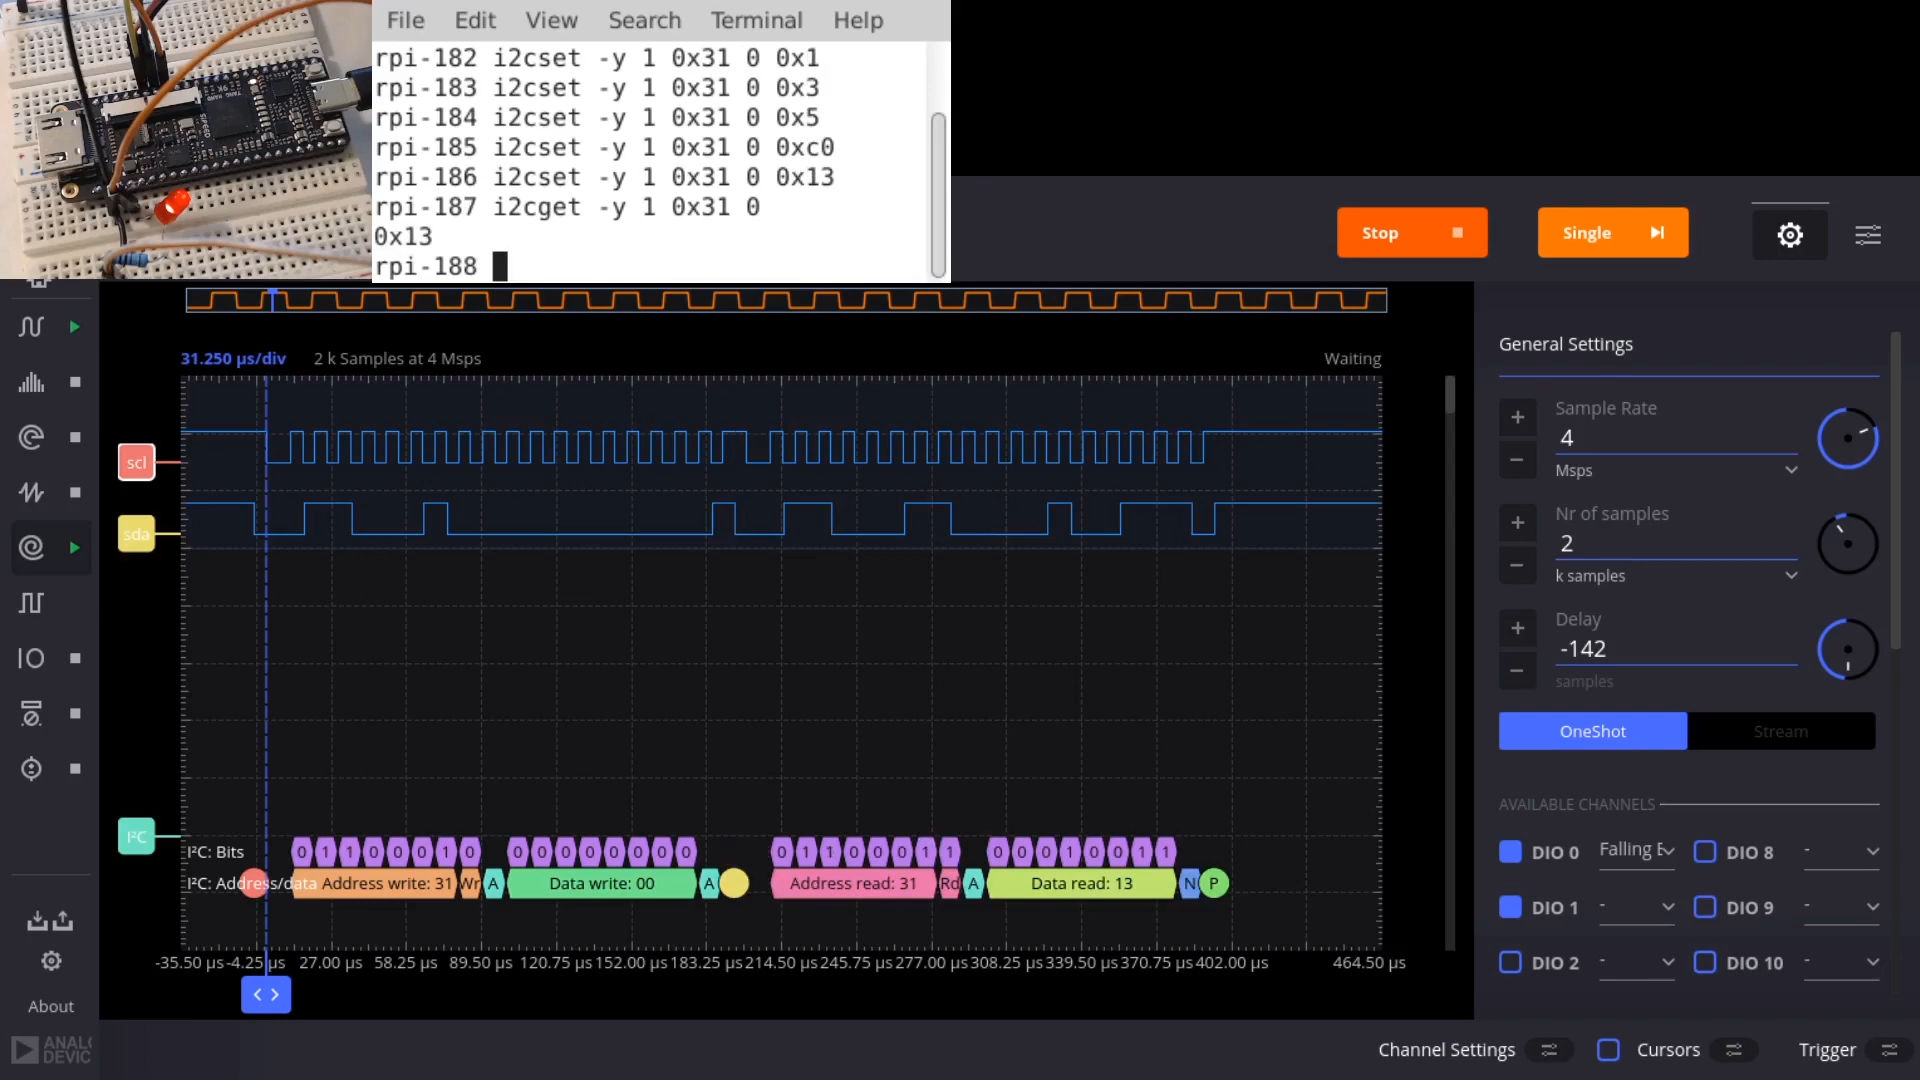 File Edit View Search Terminal Help
rpi-182 i2cset -y 1 0x31 0 0x1
rpi-183 i2cset -y 1 0x31 0 0x3
rpi-184 i2cset -y 1 0x31 0 0x5
rpi-185 i2cset -y 1 0x31 0 0xc0
rpi-186 i2cset -y 1 0x31 0 0x13
rpi-187 i2cget -y 1 0x31 0
0x13
rpi-188
Stop
Single
31.250 µs/div 2 k Samples at 4 Msps Waiting
scl
sda
I²C
I²C: Bits 0 1 1 0 0 0 1 0 0 0 0 0 0 0 0 0 0 1 1 0 0 0 1 1 0 0 0 1 0 0 1 1
I²C: Address/data Address write: 31 Wr A Data write: 00 A Address read: 31 Rd A Data read: 13 N P
-35.50 µs -4.25 µs 27.00 µs 58.25 µs 89.50 µs 120.75 µs 152.00 µs 183.25 µs 214.50 µs 245.75 µs 277.00 µs 308.25 µs 339.50 µs 370.75 µs 402.00 µs 464.50 µs
About
ANALO
DEVIC
General Settings
Sample Rate
4
Msps
Nr of samples
2
k samples
Delay
-142
samples
OneShot Stream
AVAILABLE CHANNELS
DIO 0 Falling E DIO 8 -
DIO 1 - DIO 9 -
DIO 2 - DIO 10 -
Channel Settings Cursors Trigger